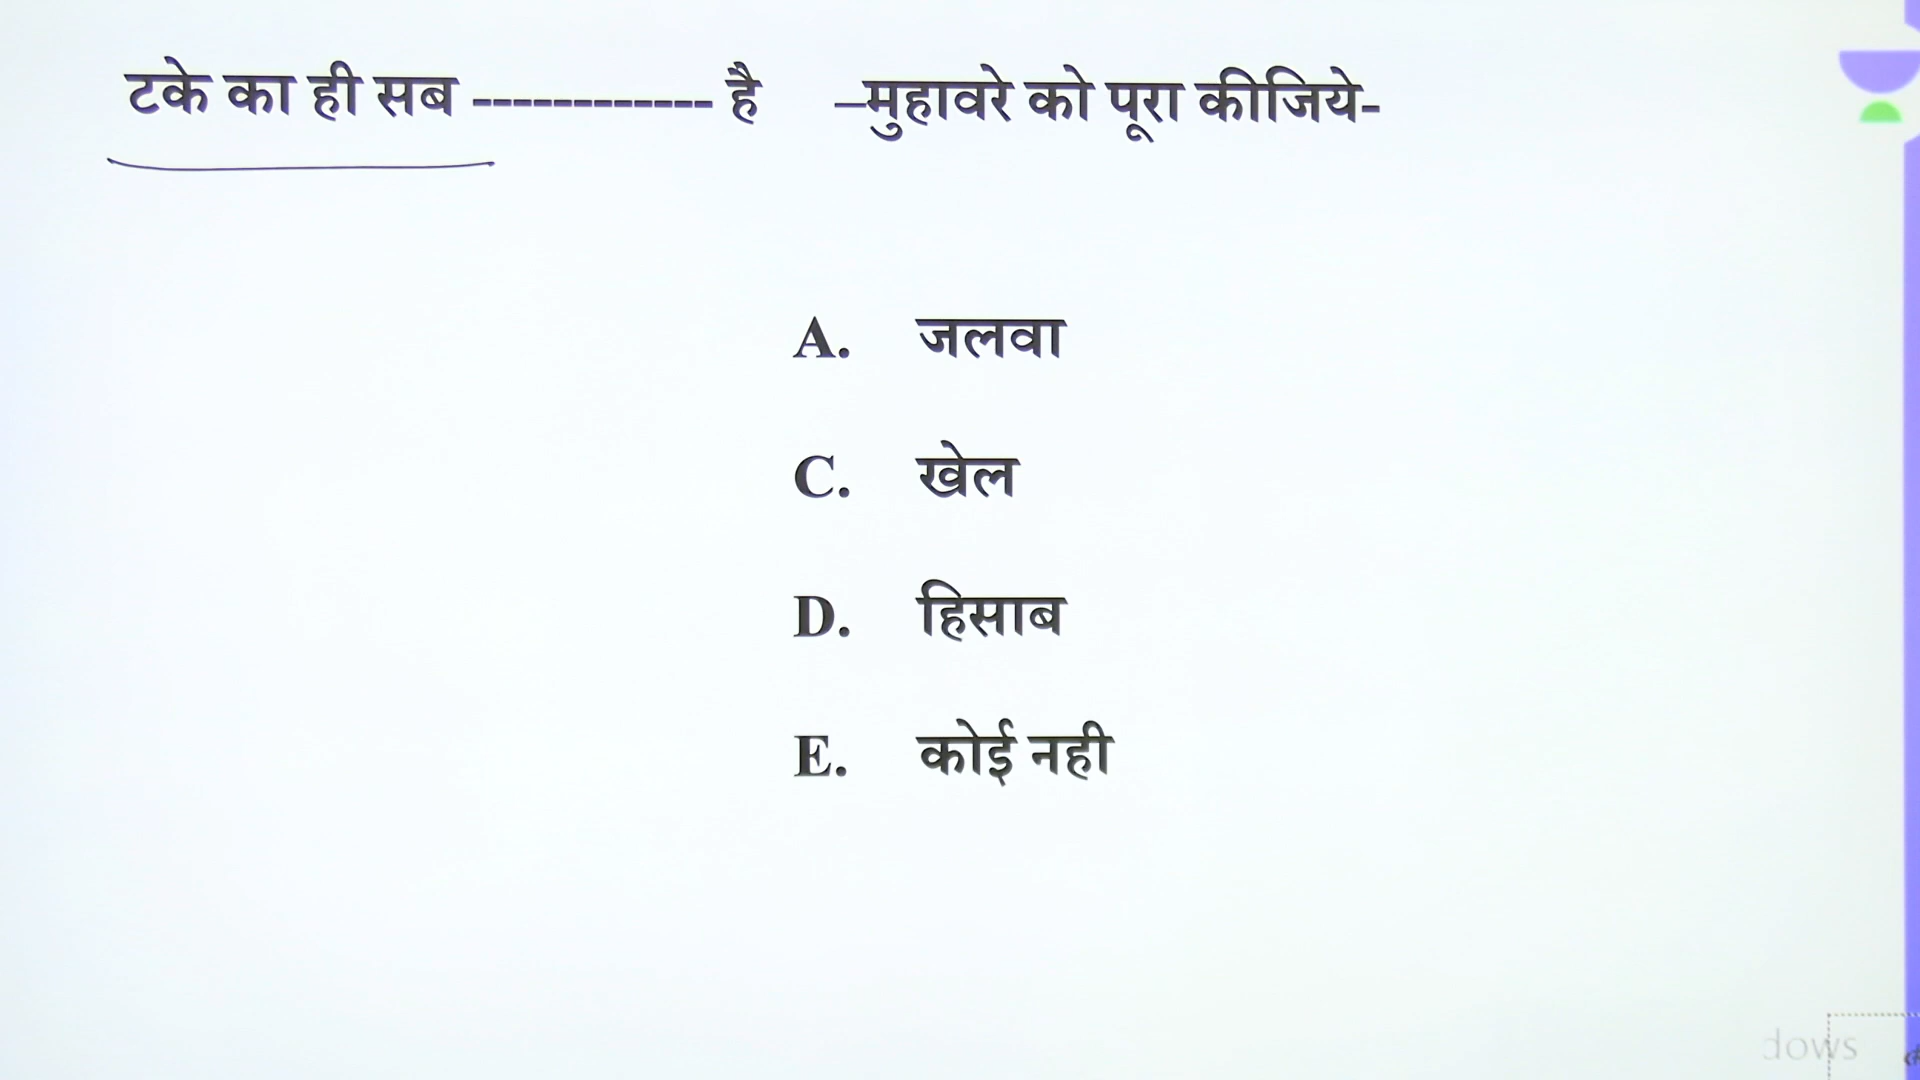 टके का ही सब ------------ है –मुहावरे को पूरा कीजिये-
A. जलवा
C. खेल
D. हिसाब
E. कोई नही
dows